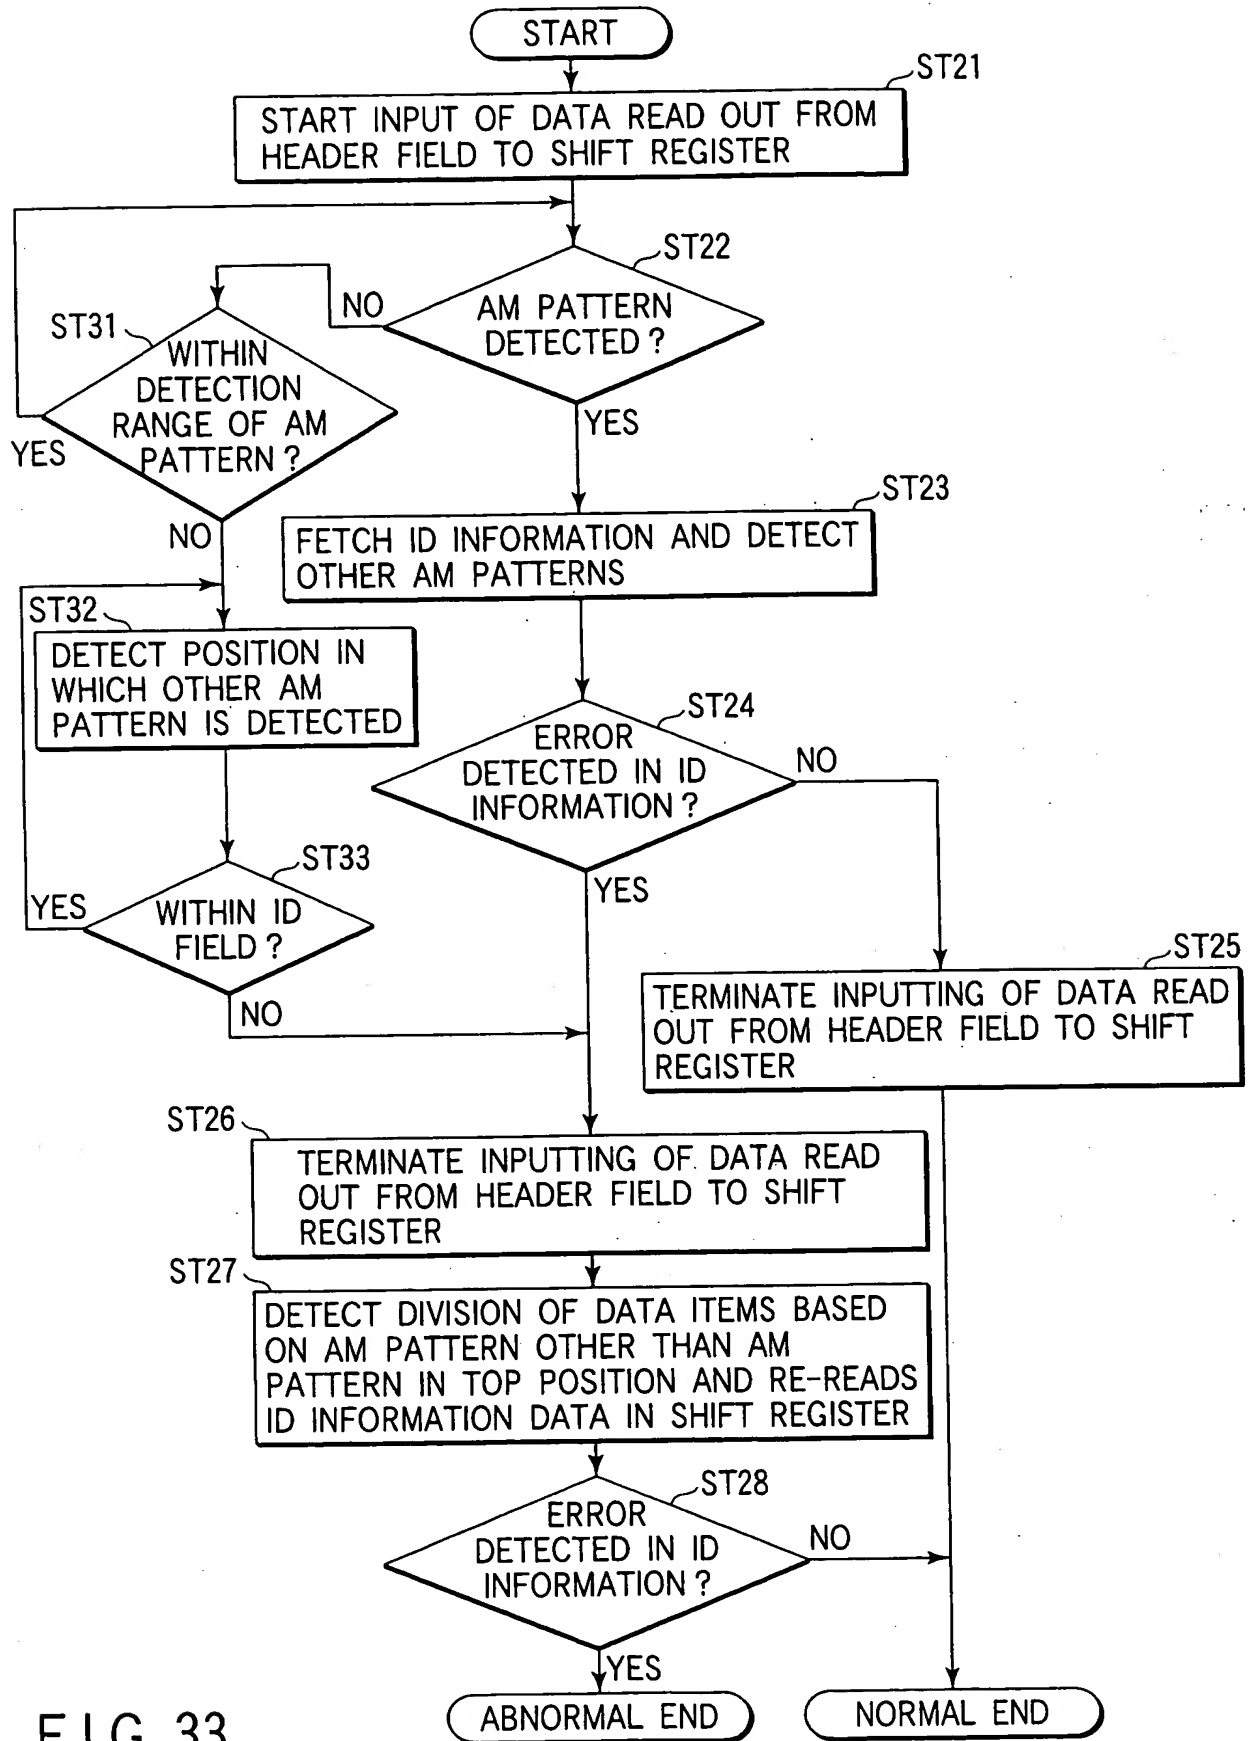 START
ST21
START INPUT OF DATA READ OUT FROM
HEADER FIELD TO SHIFT REGISTER
ST22
AM PATTERN
DETECTED?
NO
YES
ST31
WITHIN
DETECTION
RANGE OF AM
PATTERN?
YES
NO
ST23
FETCH ID INFORMATION AND DETECT
OTHER AM PATTERNS
ST32
DETECT POSITION IN
WHICH OTHER AM
PATTERN IS DETECTED
ST24
ERROR
DETECTED IN ID
INFORMATION?
NO
YES
ST33
WITHIN ID
FIELD?
YES
NO
ST25
TERMINATE INPUTTING OF DATA READ
OUT FROM HEADER FIELD TO SHIFT
REGISTER
ST26
TERMINATE INPUTTING OF DATA READ
OUT FROM HEADER FIELD TO SHIFT
REGISTER
ST27
DETECT DIVISION OF DATA ITEMS BASED
ON AM PATTERN OTHER THAN AM
PATTERN IN TOP POSITION AND RE-READS
ID INFORMATION DATA IN SHIFT REGISTER
ST28
ERROR
DETECTED IN ID
INFORMATION?
NO
YES
ABNORMAL END
NORMAL END
FIG. 33